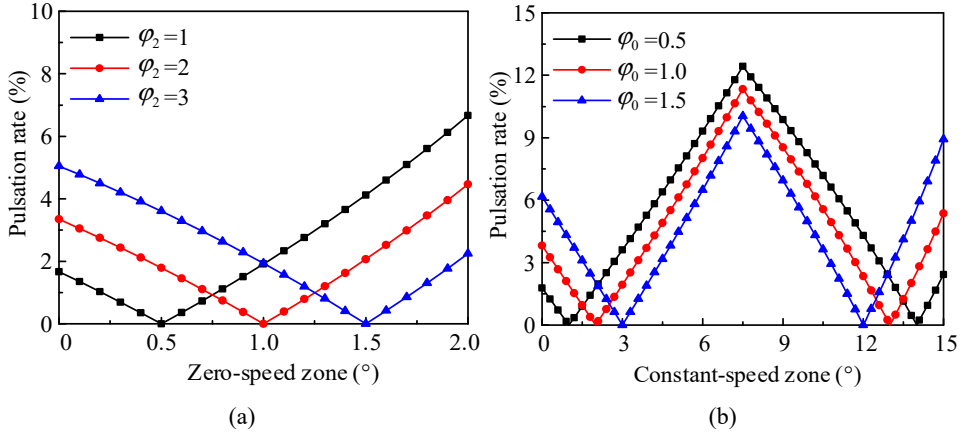 10
8
6
4
2
0
Pulsation rate (%)
φ2 =1
φ2 =2
φ2 =3
0 0.5 1.0 1.5 2.0
Zero-speed zone (°)
(a)
15
12
9
6
3
0
Pulsation rate (%)
φ0 =0.5
φ0 =1.0
φ0 =1.5
0 3 6 9 12 15
Constant-speed zone (°)
(b)